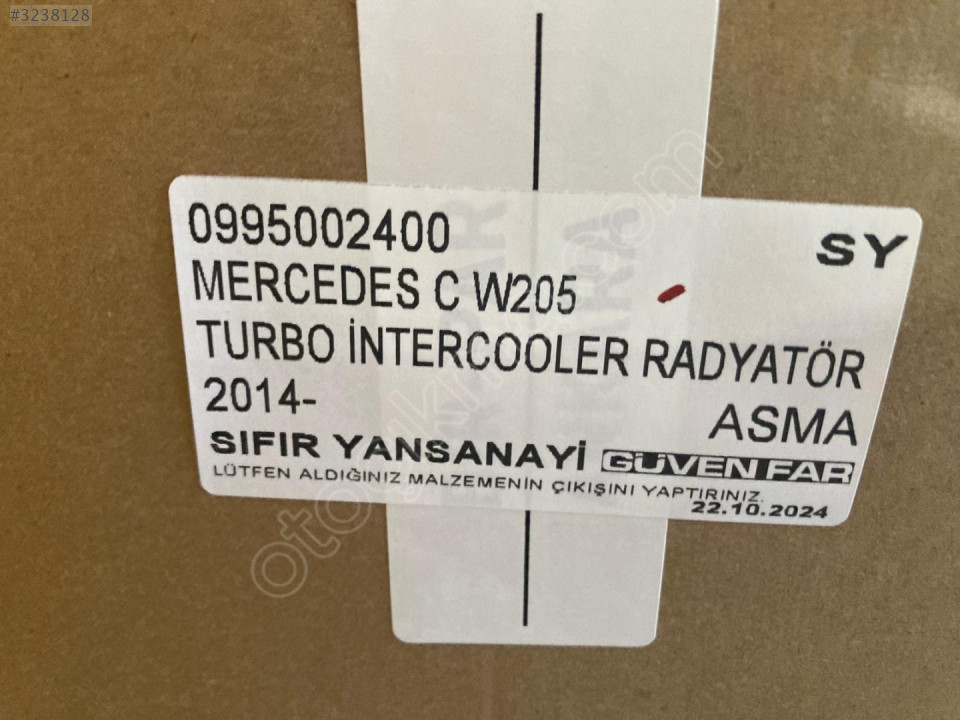 #3238128
0995002400
SY
MERCEDES C W205
TURBO İNTERCOOLER RADYATÖR
2014-
ASMA
SIFIR YANSANAYİ GÜVEN FAR
LÜTFEN ALDIĞINIZ MALZEMENİN ÇIKIŞINI YAPTIRINIZ.
22.10.2024